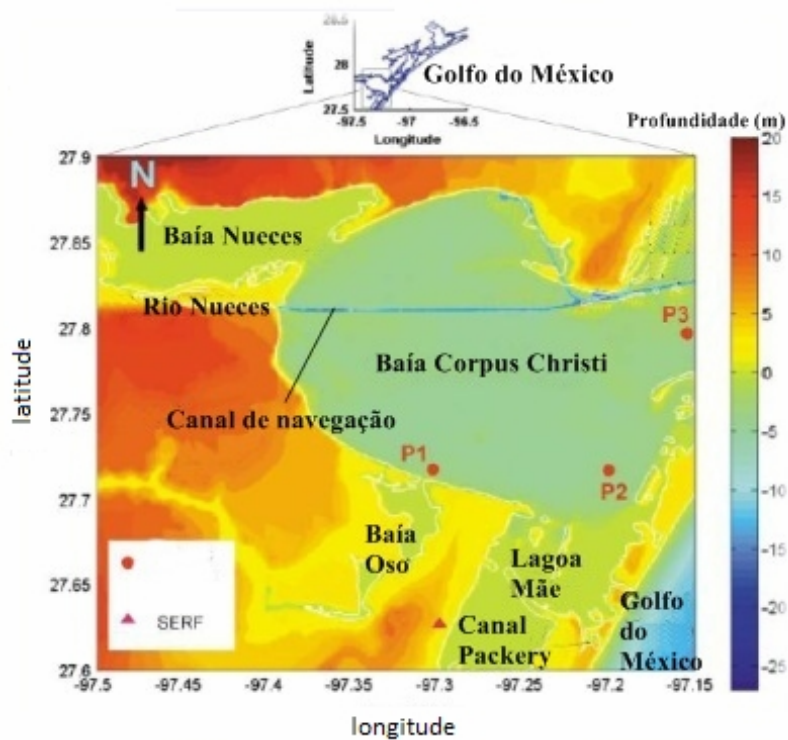 28.5
Latitude
28
27.5
-97.5
-97
-96.5
Longitude
Golfo do México
Profundidade (m)
27.9
27.85
27.8
27.75
27.7
27.65
27.6
latitude
N
Baía Nueces
Rio Nueces
P3
Baía Corpus Christi
Canal de navegação
P1
P2
Baía
Oso
Lagoa
Mãe
Golfo
do
México
Canal
Packery
SERF
20
15
10
5
0
-5
-10
-15
-20
-25
-97.5
-97.45
-97.4
-97.35
-97.3
-97.25
-97.2
-97.15
longitude